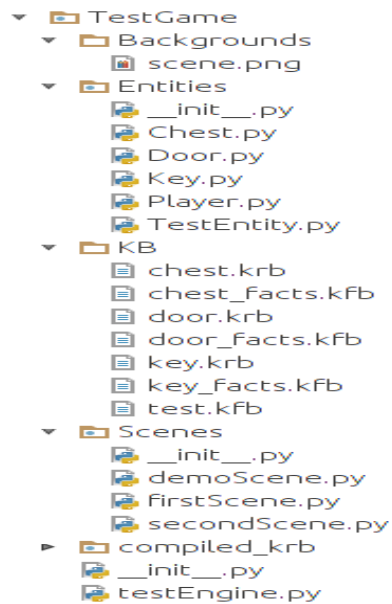 TestGame
Backgrounds
scene.png
Entities
__init__.py
Chest.py
Door.py
Key.py
Player.py
TestEntity.py
KB
chest.krb
chest_facts.kfb
door.krb
door_facts.kfb
key.krb
key_facts.kfb
test.kfb
Scenes
__init__.py
demoScene.py
firstScene.py
secondScene.py
compiled_krb
__init__.py
testEngine.py